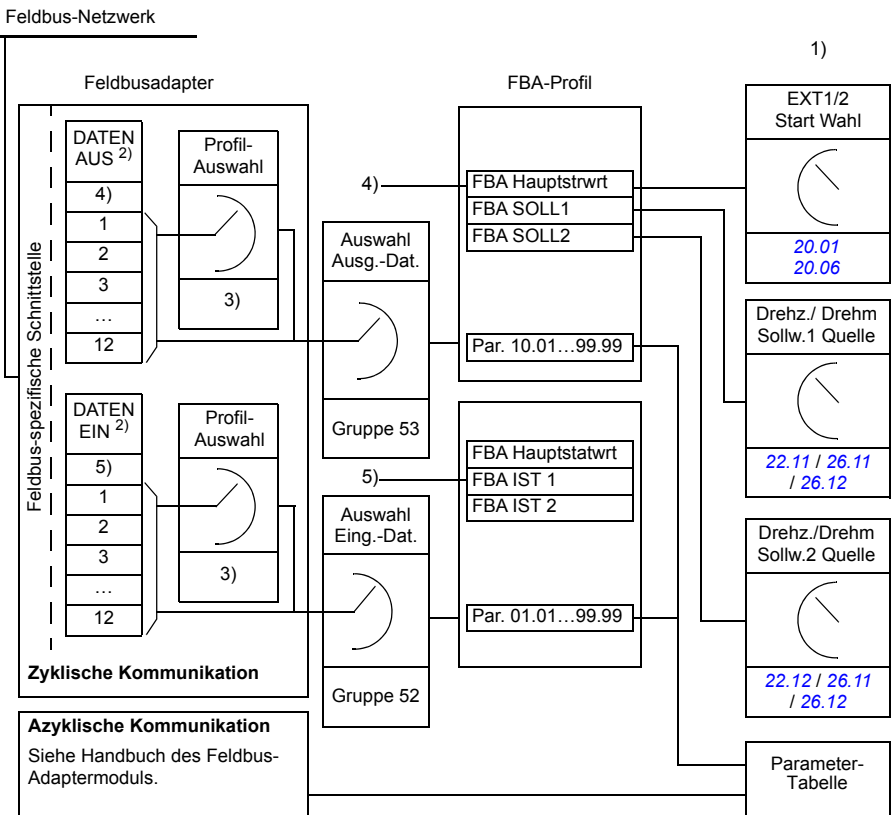 Feldbus-Netzwerk
1)
Feldbusadapter
FBA-Profil
Feldbus-spezifische Schnittstelle
DATEN
AUS 2)
4)
1
2
3
…
12
Profil-
Auswahl
3)
DATEN
EIN 2)
5)
1
2
3
…
12
Profil-
Auswahl
3)
Zyklische Kommunikation
Azyklische Kommunikation
Siehe Handbuch des Feldbus-
Adaptermoduls.
4)
Auswahl
Ausg.-Dat.
Gruppe 53
5)
Auswahl
Eing.-Dat.
Gruppe 52
FBA Hauptstrwrt
FBA SOLL1
FBA SOLL2
Par. 10.01…99.99
FBA Hauptstatwrt
FBA IST 1
FBA IST 2
Par. 01.01…99.99
EXT1/2
Start Wahl
20.01
20.06
Drehz./ Drehm
Sollw.1 Quelle
22.11 / 26.11
/ 26.12
Drehz./Drehm
Sollw.2 Quelle
22.12 / 26.11
/ 26.12
Parameter-
Tabelle